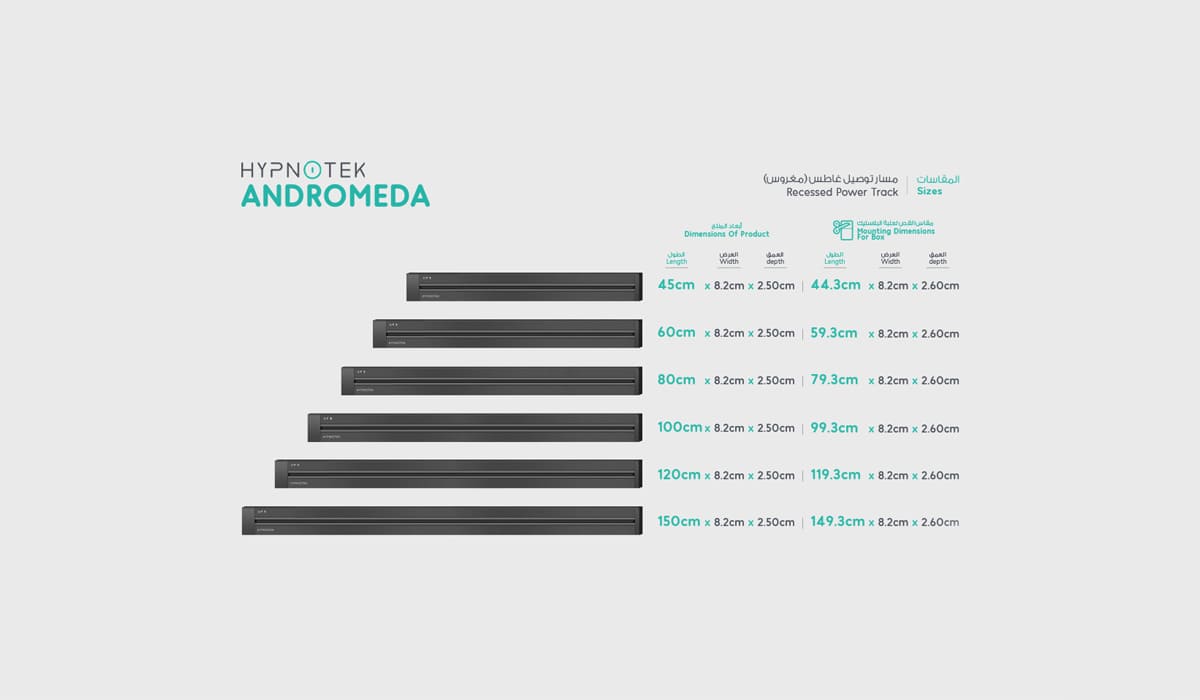 HYPNOTEK
ANDROMEDA
مسار توصيل غاطس (مغروس)
Recessed Power Track
المقاسات
Sizes
أبعاد المنتج
Dimensions Of Product
مقاس القص لعلبة البلاستيك
Mounting Dimensions
For Box
الطول العرض العمق الطول العرض العمق
Length Width depth Length Width depth
45cm x 8.2cm x 2.50cm | 44.3cm x 8.2cm x 2.60cm
60cm x 8.2cm x 2.50cm | 59.3cm x 8.2cm x 2.60cm
80cm x 8.2cm x 2.50cm | 79.3cm x 8.2cm x 2.60cm
100cm x 8.2cm x 2.50cm | 99.3cm x 8.2cm x 2.60cm
120cm x 8.2cm x 2.50cm | 119.3cm x 8.2cm x 2.60cm
150cm x 8.2cm x 2.50cm | 149.3cm x 8.2cm x 2.60cm